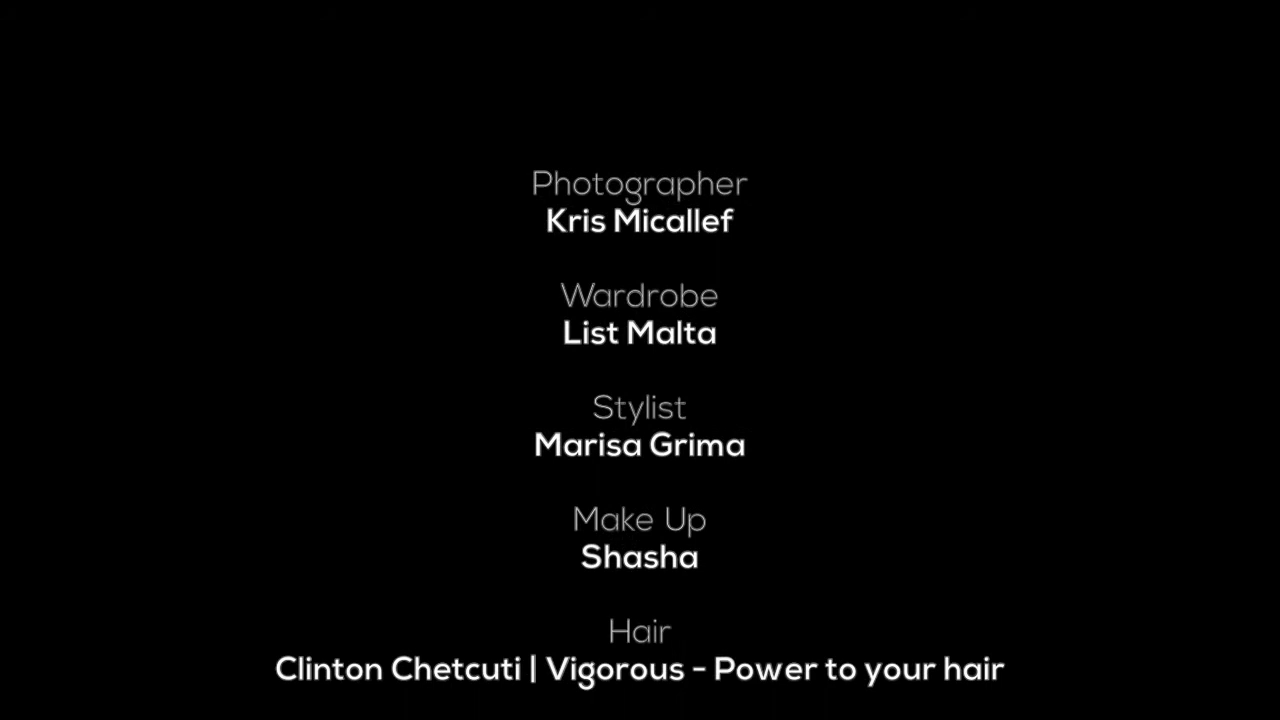 Photographer
Kris Micallef
Wardrobe
List Malta
Stylist
Marisa Grima
Make Up
Shasha
Hair
Clinton Chetcuti | Vigorous - Power to your hair